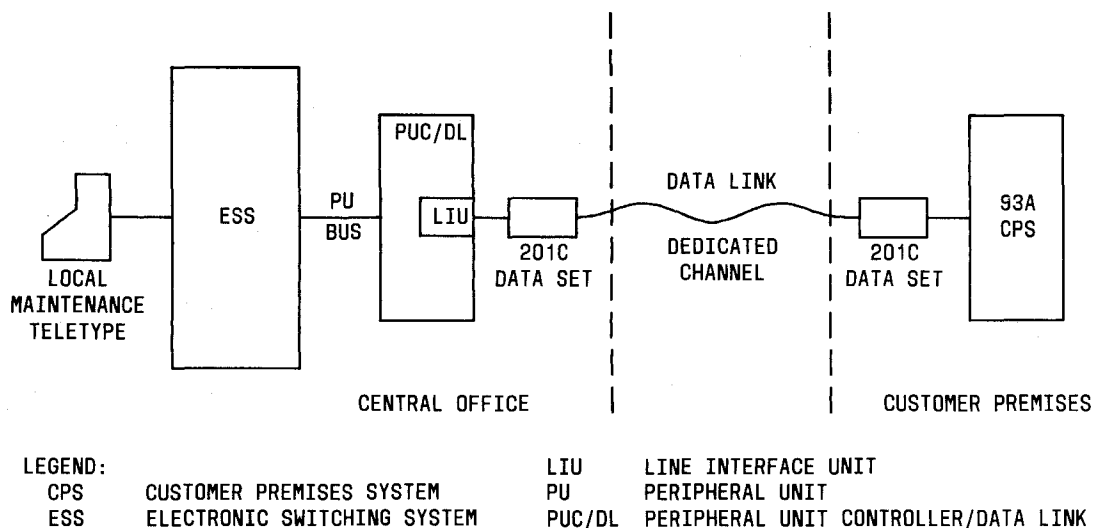 PUC/DL
ESS
PU
BUS
LIU
201C
DATA SET
DATA LINK
DEDICATED
CHANNEL
201C
DATA SET
93A
CPS
LOCAL
MAINTENANCE
TELETYPE
CENTRAL OFFICE
CUSTOMER PREMISES
LEGEND:
CPS CUSTOMER PREMISES SYSTEM
ESS ELECTRONIC SWITCHING SYSTEM
LIU LINE INTERFACE UNIT
PU PERIPHERAL UNIT
PUC/DL PERIPHERAL UNIT CONTROLLER/DATA LINK